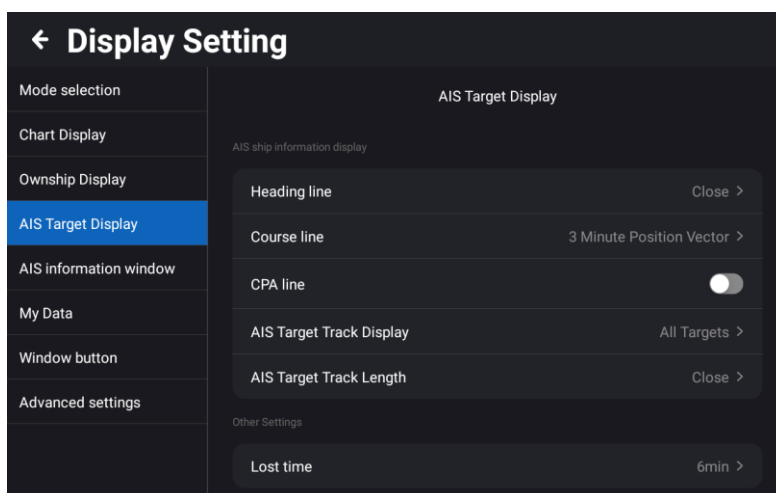 Display Setting
Mode selection
Chart Display
Ownship Display
AIS Target Display
AIS information window
My Data
Window button
Advanced settings
AIS Target Display
AIS ship information display
Heading line Close >
Course line 3 Minute Position Vector >
CPA line
AIS Target Track Display All Targets >
AIS Target Track Length Close >
Other Settings
Lost time 6min >